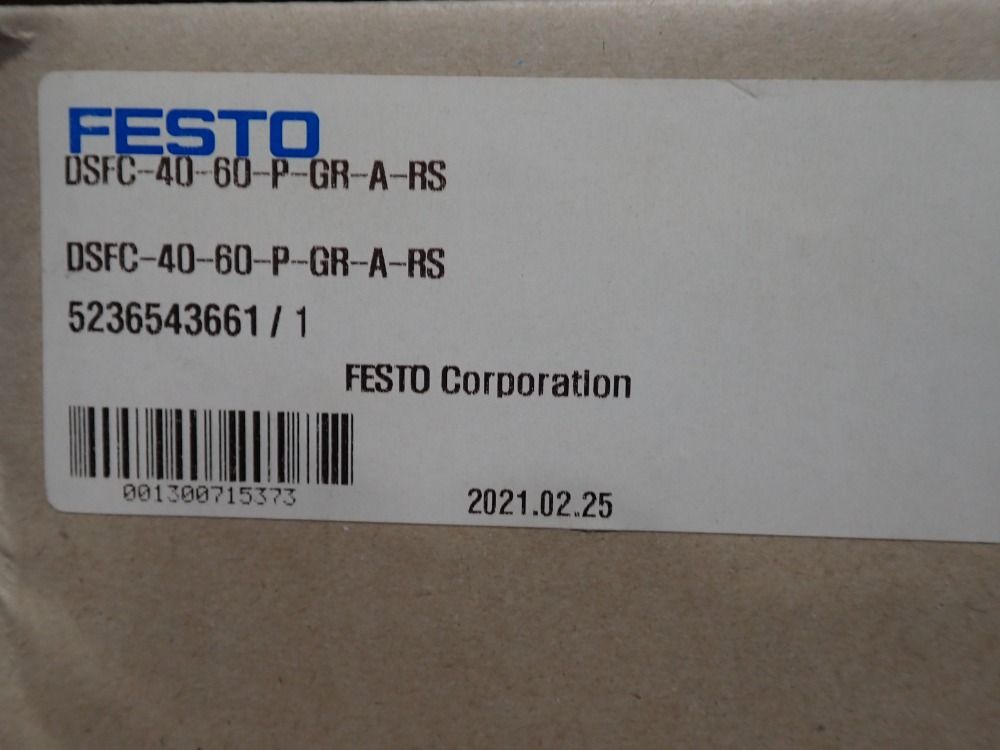 FESTO
DSFC-40-60-P-GR-A-RS
DSFC-40-60-P-GR-A-RS
5236543661 / 1
FESTO Corporation
001300715373
2021.02.25